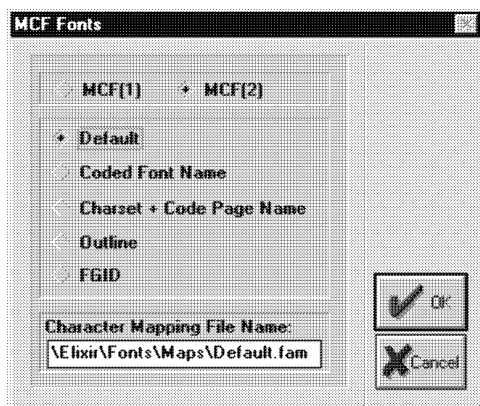 MCF Fonts
MCF(1) MCF(2)
Default
Coded Font Name
Charset + Code Page Name
Outline
FGID
OK
Character Mapping File Name:
\Elixir\Fonts\Maps\Default.fam
Cancel